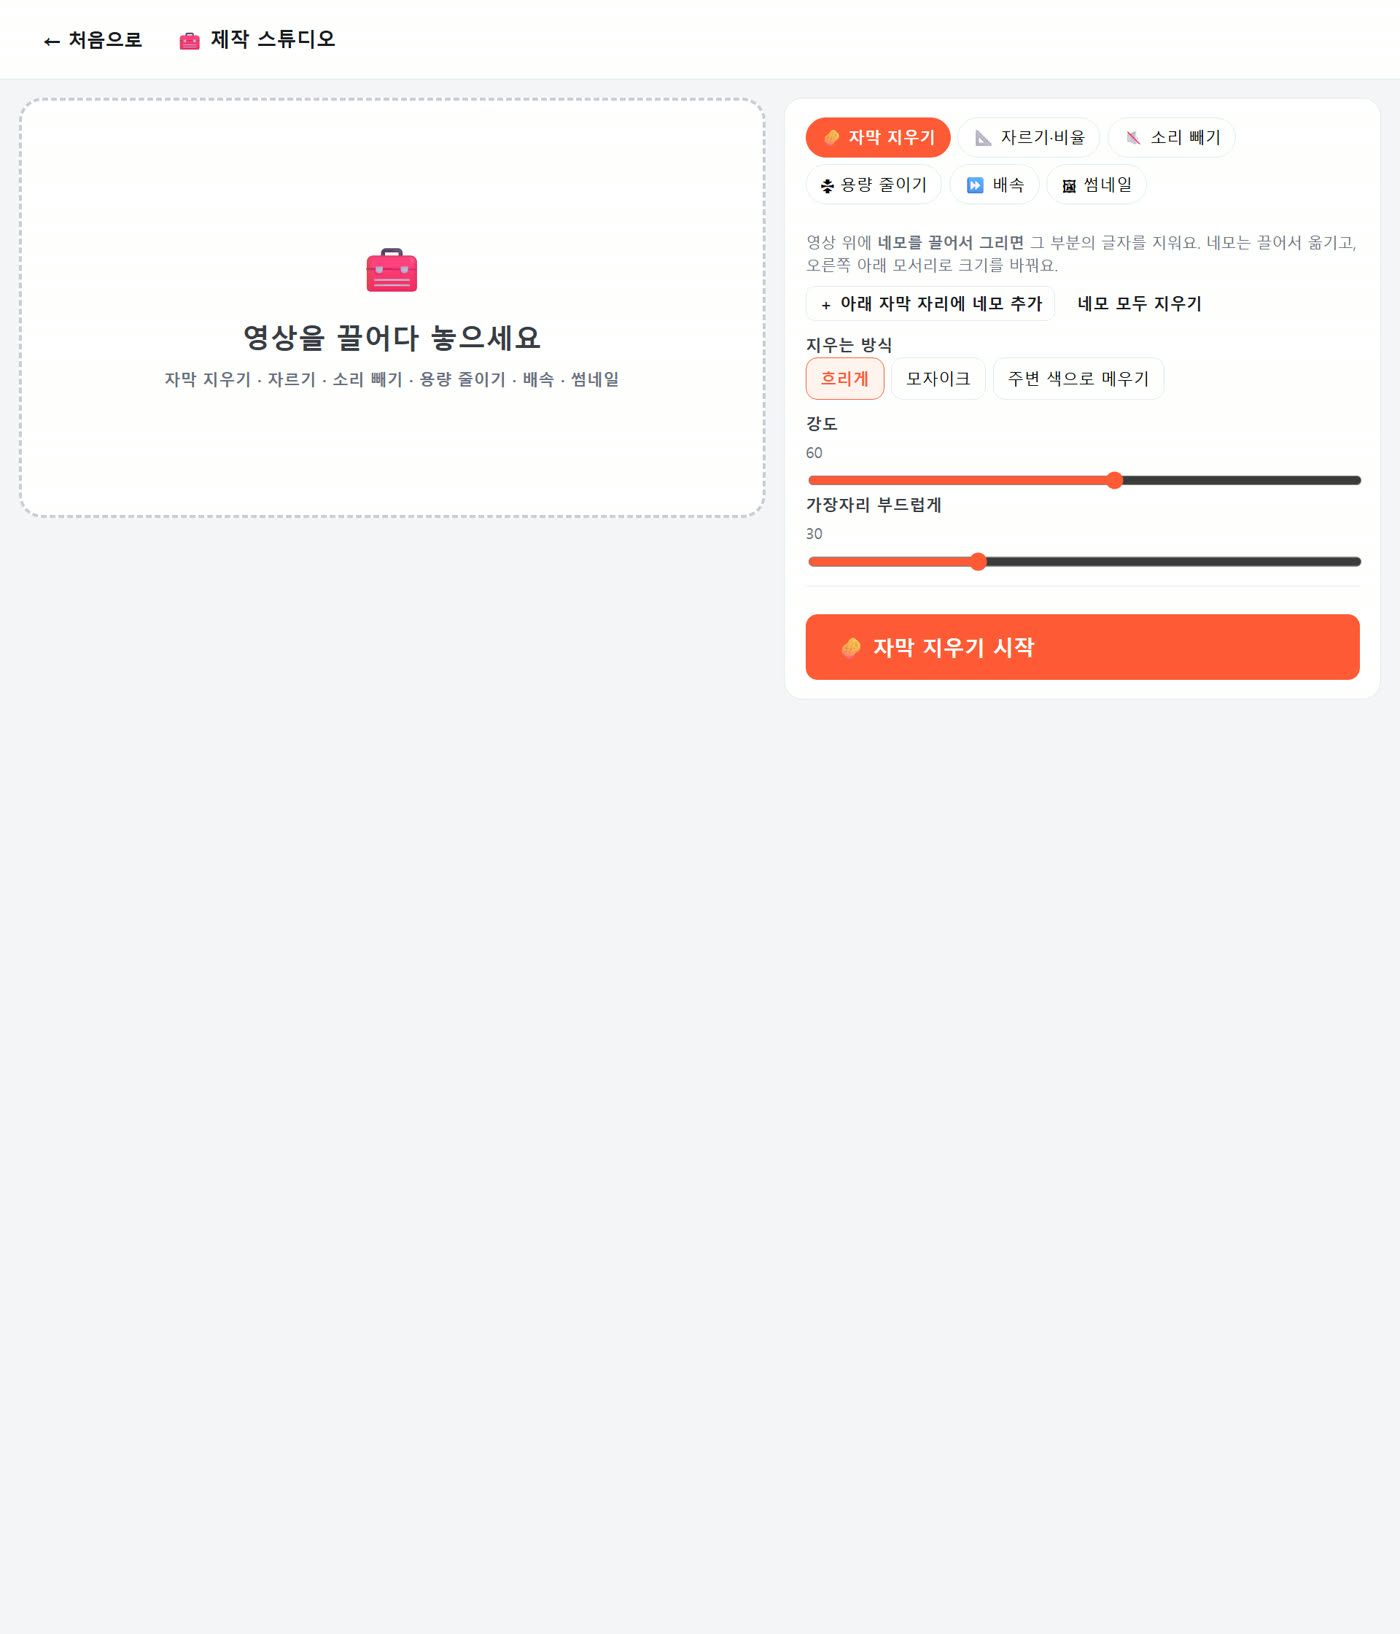 ← 처음으로
제작 스튜디오
영상을 끌어다 놓으세요
자막 지우기 · 자르기 · 소리 빼기 · 용량 줄이기 · 배속 · 썸네일
자막 지우기
자르기·비율
소리 빼기
용량 줄이기
배속
썸네일
영상 위에 네모를 끌어서 그리면 그 부분의 글자를 지워요. 네모는 끌어서 옮기고,
오른쪽 아래 모서리로 크기를 바꿔요.
+ 아래 자막 자리에 네모 추가
네모 모두 지우기
지우는 방식
흐리게
모자이크
주변 색으로 메우기
강도
60
가장자리 부드럽게
30
자막 지우기 시작